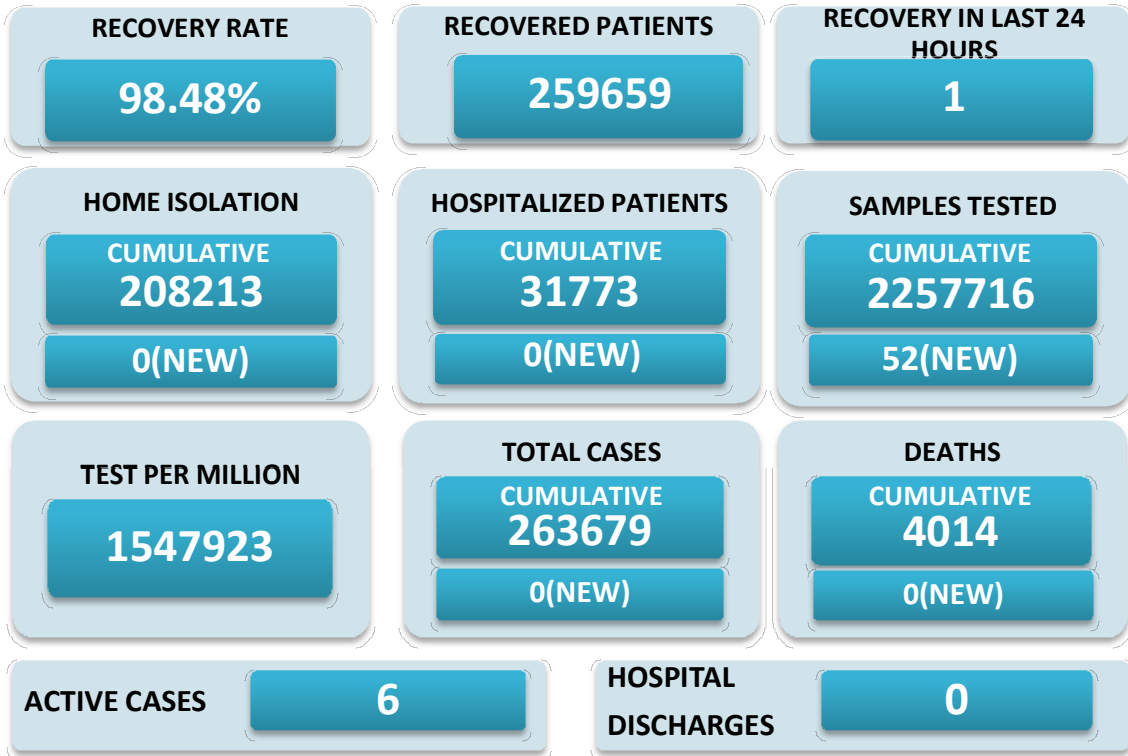 RECOVERY RATE
98.48%
RECOVERED PATIENTS
259659
RECOVERY IN LAST 24
HOURS
1
HOME ISOLATION
CUMULATIVE
208213
0(NEW)
HOSPITALIZED PATIENTS
CUMULATIVE
31773
0(NEW)
SAMPLES TESTED
CUMULATIVE
2257716
52(NEW)
TEST PER MILLION
1547923
TOTAL CASES
CUMULATIVE
263679
0(NEW)
DEATHS
CUMULATIVE
4014
0(NEW)
ACTIVE CASES
6
HOSPITAL
DISCHARGES
0